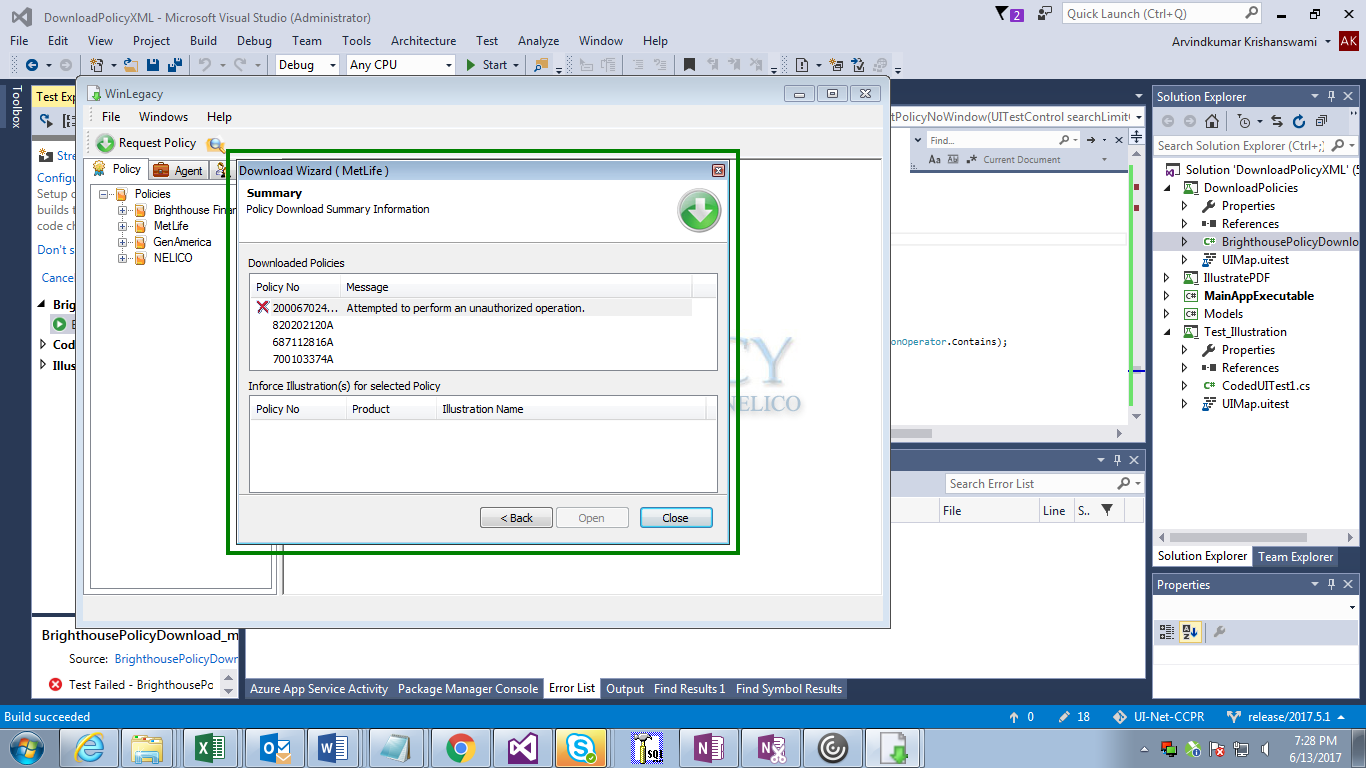 DownloadPolicyXML - Microsoft Visual Studio (Administrator)
2
Quick Launch (Ctrl+Q)
File Edit View Project Build Debug Team Tools Architecture Test Analyze Window Help
Arvindkumar Krishanswami AK
Debug Any CPU Start
Toolbox
Test Exp
WinLegacy
File Windows Help
Request Policy
Policy Agent
Policies
Brighthouse Finan
MetLife
GenAmerica
NELICO
Stre
Configu
Setup c
builds t
code ch
Don't s
Cance
Brig
Cod
Illus
Download Wizard ( MetLife )
Summary
Policy Download Summary Information
Downloaded Policies
Policy No Message
200067024... Attempted to perform an unauthorized operation.
820202120A
687112816A
700103374A
Inforce Illustration(s) for selected Policy
Policy No Product Illustration Name
< Back Open Close
CY
NELICO
tPolicyNoWindow(UITestControl searchLimit
Find...
Aa Current Document
onOperator.Contains);
Search Error List
File Line S..
Solution Explorer
Search Solution Explorer (Ctrl+;)
Solution 'DownloadPolicyXML' (5
DownloadPolicies
Properties
References
C# BrighthousePolicyDownlo
UIMap.uitest
IllustratePDF
C# MainAppExecutable
C# Models
Test_Illustration
Properties
References
C# CodedUITest1.cs
UIMap.uitest
Solution Explorer Team Explorer
Properties
BrighthousePolicyDownload_m
Source: BrighthousePolicyDown
Test Failed - BrighthousePo
Azure App Service Activity Package Manager Console Error List Output Find Results 1 Find Symbol Results
Build succeeded
0 18 UI-Net-CCPR release/2017.5.1
7:28 PM
6/13/2017